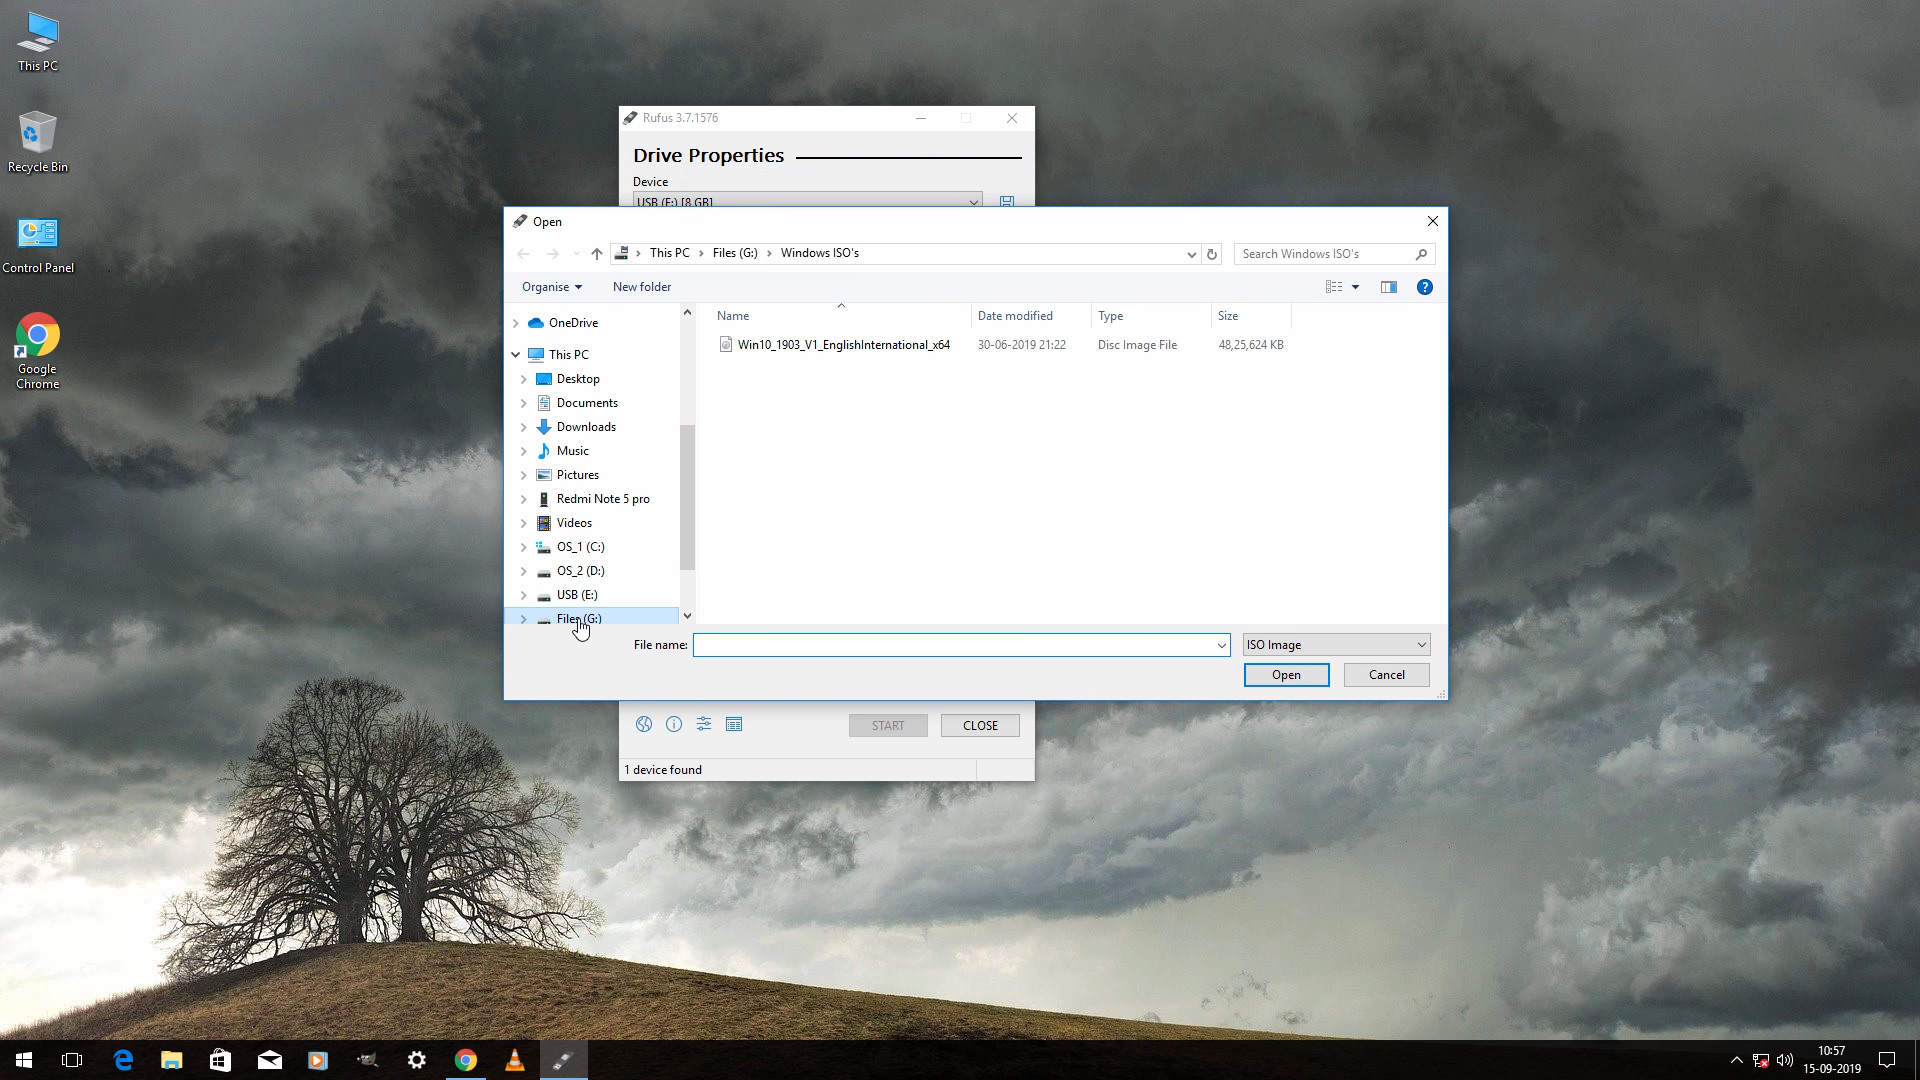 This PC
Recycle Bin
Control Panel
Google
Chrome
Rufus 3.7.1576
Drive Properties
Device
USB (E:) [8 GB]
Open
This PC > Files (G:) > Windows ISO's
Search Windows ISO's
Organise
New folder
OneDrive
This PC
Desktop
Documents
Downloads
Music
Pictures
Redmi Note 5 pro
Videos
OS_1 (C:)
OS_2 (D:)
USB (E:)
Files (G:)
Name
Date modified
Type
Size
Win10_1903_V1_EnglishInternational_x64
30-06-2019 21:22
Disc Image File
48,25,624 KB
File name:
ISO Image
Open
Cancel
START
CLOSE
1 device found
10:57
15-09-2019